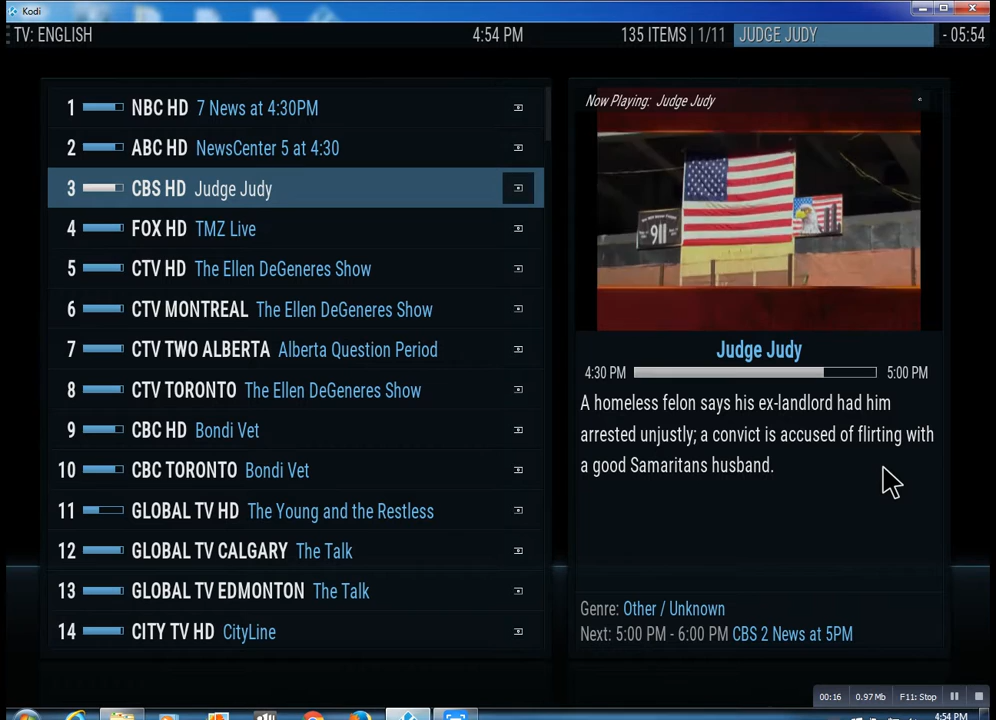 Kodi
TV: ENGLISH
4:54 PM
135 ITEMS | 1/11
JUDGE JUDY
- 05:54
1 NBC HD 7 News at 4:30PM
2 ABC HD NewsCenter 5 at 4:30
3 CBS HD Judge Judy
4 FOX HD TMZ Live
5 CTV HD The Ellen DeGeneres Show
6 CTV MONTREAL The Ellen DeGeneres Show
7 CTV TWO ALBERTA Alberta Question Period
8 CTV TORONTO The Ellen DeGeneres Show
9 CBC HD Bondi Vet
10 CBC TORONTO Bondi Vet
11 GLOBAL TV HD The Young and the Restless
12 GLOBAL TV CALGARY The Talk
13 GLOBAL TV EDMONTON The Talk
14 CITY TV HD CityLine
Now Playing: Judge Judy
911
Judge Judy
4:30 PM 5:00 PM
A homeless felon says his ex-landlord had him
arrested unjustly; a convict is accused of flirting with
a good Samaritans husband.
Genre: Other / Unknown
Next: 5:00 PM - 6:00 PM CBS 2 News at 5PM
00:16 0.97 Mb F11: Stop
4:54 PM